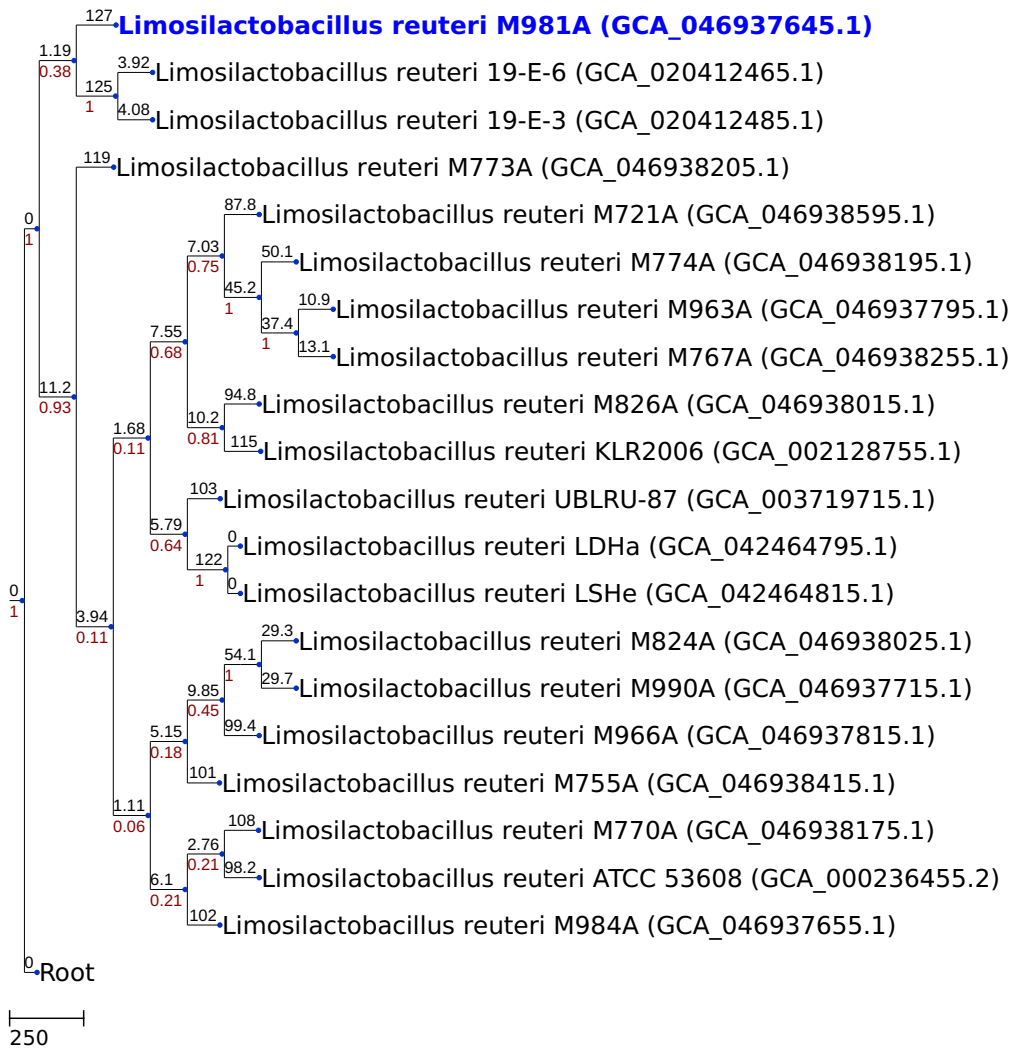 127
Limosilactobacillus reuteri M981A (GCA_046937645.1)
1.19
0.38
3.92
Limosilactobacillus reuteri 19-E-6 (GCA_020412465.1)
125
1
4.08
Limosilactobacillus reuteri 19-E-3 (GCA_020412485.1)
119
Limosilactobacillus reuteri M773A (GCA_046938205.1)
87.8
Limosilactobacillus reuteri M721A (GCA_046938595.1)
0
1
7.03
0.75
50.1
Limosilactobacillus reuteri M774A (GCA_046938195.1)
45.2
1
10.9
Limosilactobacillus reuteri M963A (GCA_046937795.1)
37.4
1
7.55
0.68
13.1
Limosilactobacillus reuteri M767A (GCA_046938255.1)
11.2
0.93
94.8
Limosilactobacillus reuteri M826A (GCA_046938015.1)
10.2
0.81
1.68
0.11
115
Limosilactobacillus reuteri KLR2006 (GCA_002128755.1)
103
Limosilactobacillus reuteri UBLRU-87 (GCA_003719715.1)
5.79
0.64
0
Limosilactobacillus reuteri LDHa (GCA_042464795.1)
122
1
0
Limosilactobacillus reuteri LSHe (GCA_042464815.1)
0
1
3.94
0.11
29.3
Limosilactobacillus reuteri M824A (GCA_046938025.1)
54.1
1
29.7
Limosilactobacillus reuteri M990A (GCA_046937715.1)
9.85
0.45
99.4
Limosilactobacillus reuteri M966A (GCA_046937815.1)
5.15
0.18
101
Limosilactobacillus reuteri M755A (GCA_046938415.1)
1.11
0.06
108
Limosilactobacillus reuteri M770A (GCA_046938175.1)
2.76
0.21
98.2
Limosilactobacillus reuteri ATCC 53608 (GCA_000236455.2)
6.1
0.21
102
Limosilactobacillus reuteri M984A (GCA_046937655.1)
0
Root
250